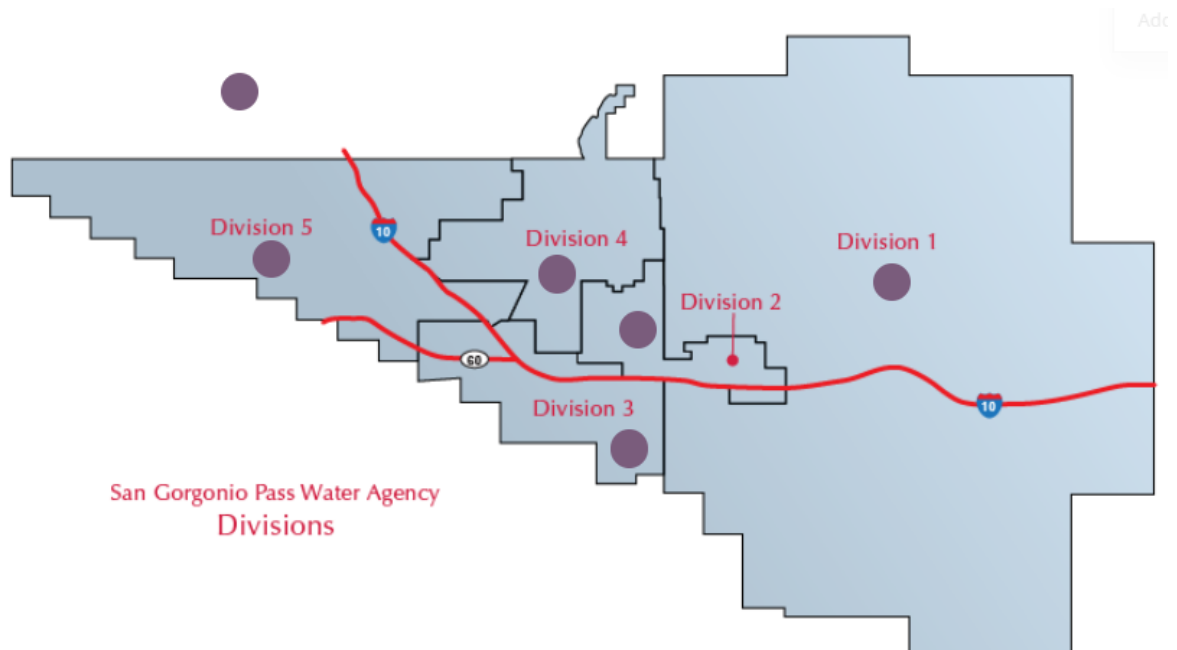 Add
Division 5
10
Division 4
Division 1
Division 2
60
10
Division 3
San Gorgonio Pass Water Agency
Divisions